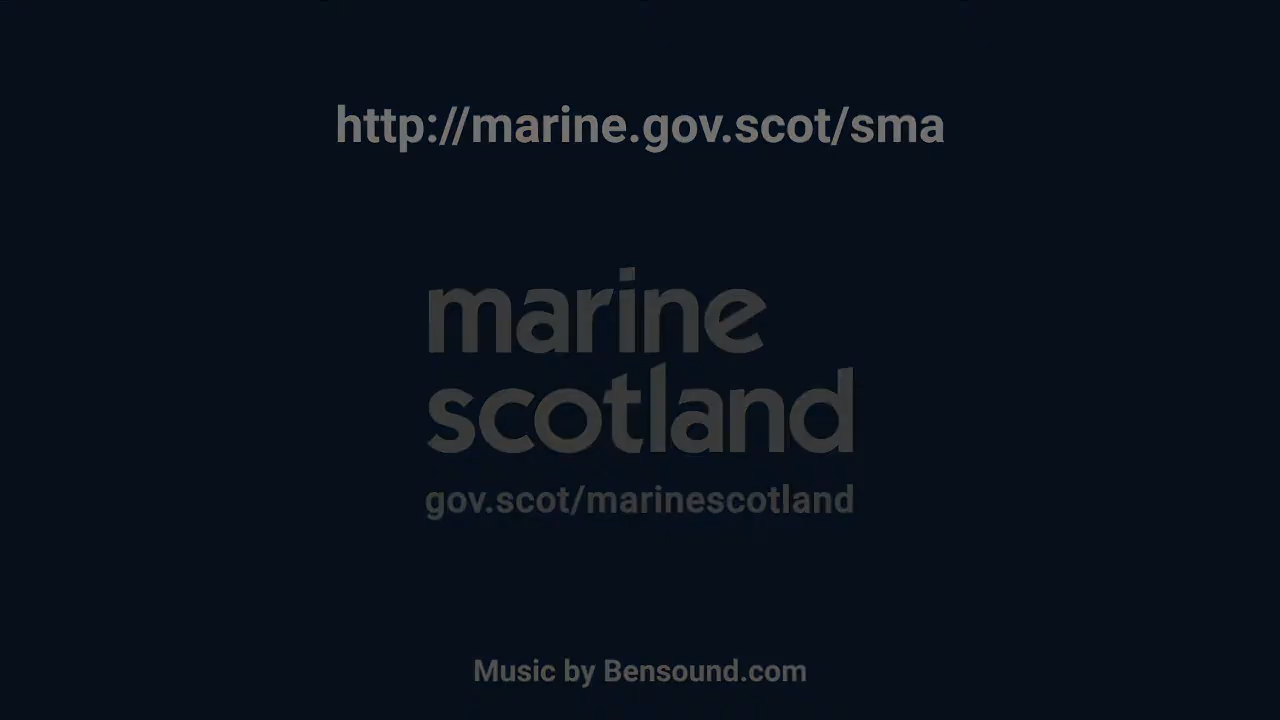 http://marine.gov.scot/sma
marine
scotland
gov.scot/marinescotland
Music by Bensound.com